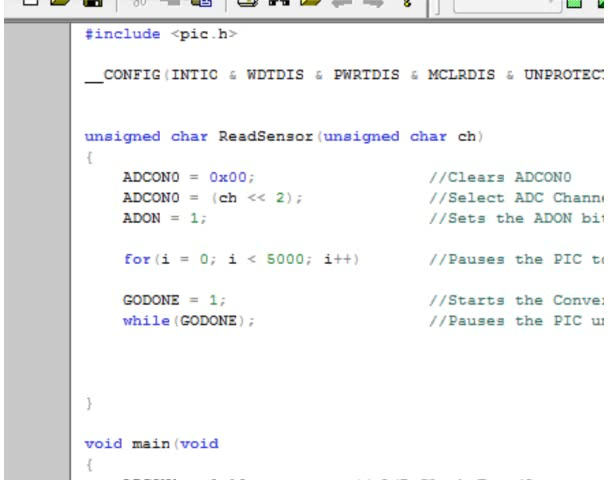 #include <pic.h>
__CONFIG(INTIO & WDTDIS & PWRTDIS & MCLRDIS & UNPROTECT
unsigned char ReadSensor(unsigned char ch)
{
ADCON0 = 0x00; //Clears ADCON0
ADCON0 = (ch << 2); //Select ADC Channe
ADON = 1; //Sets the ADON bit
for(i = 0; i < 5000; i++) //Pauses the PIC to
GODONE = 1; //Starts the Conver
while(GODONE); //Pauses the PIC un
}
void main(void
{